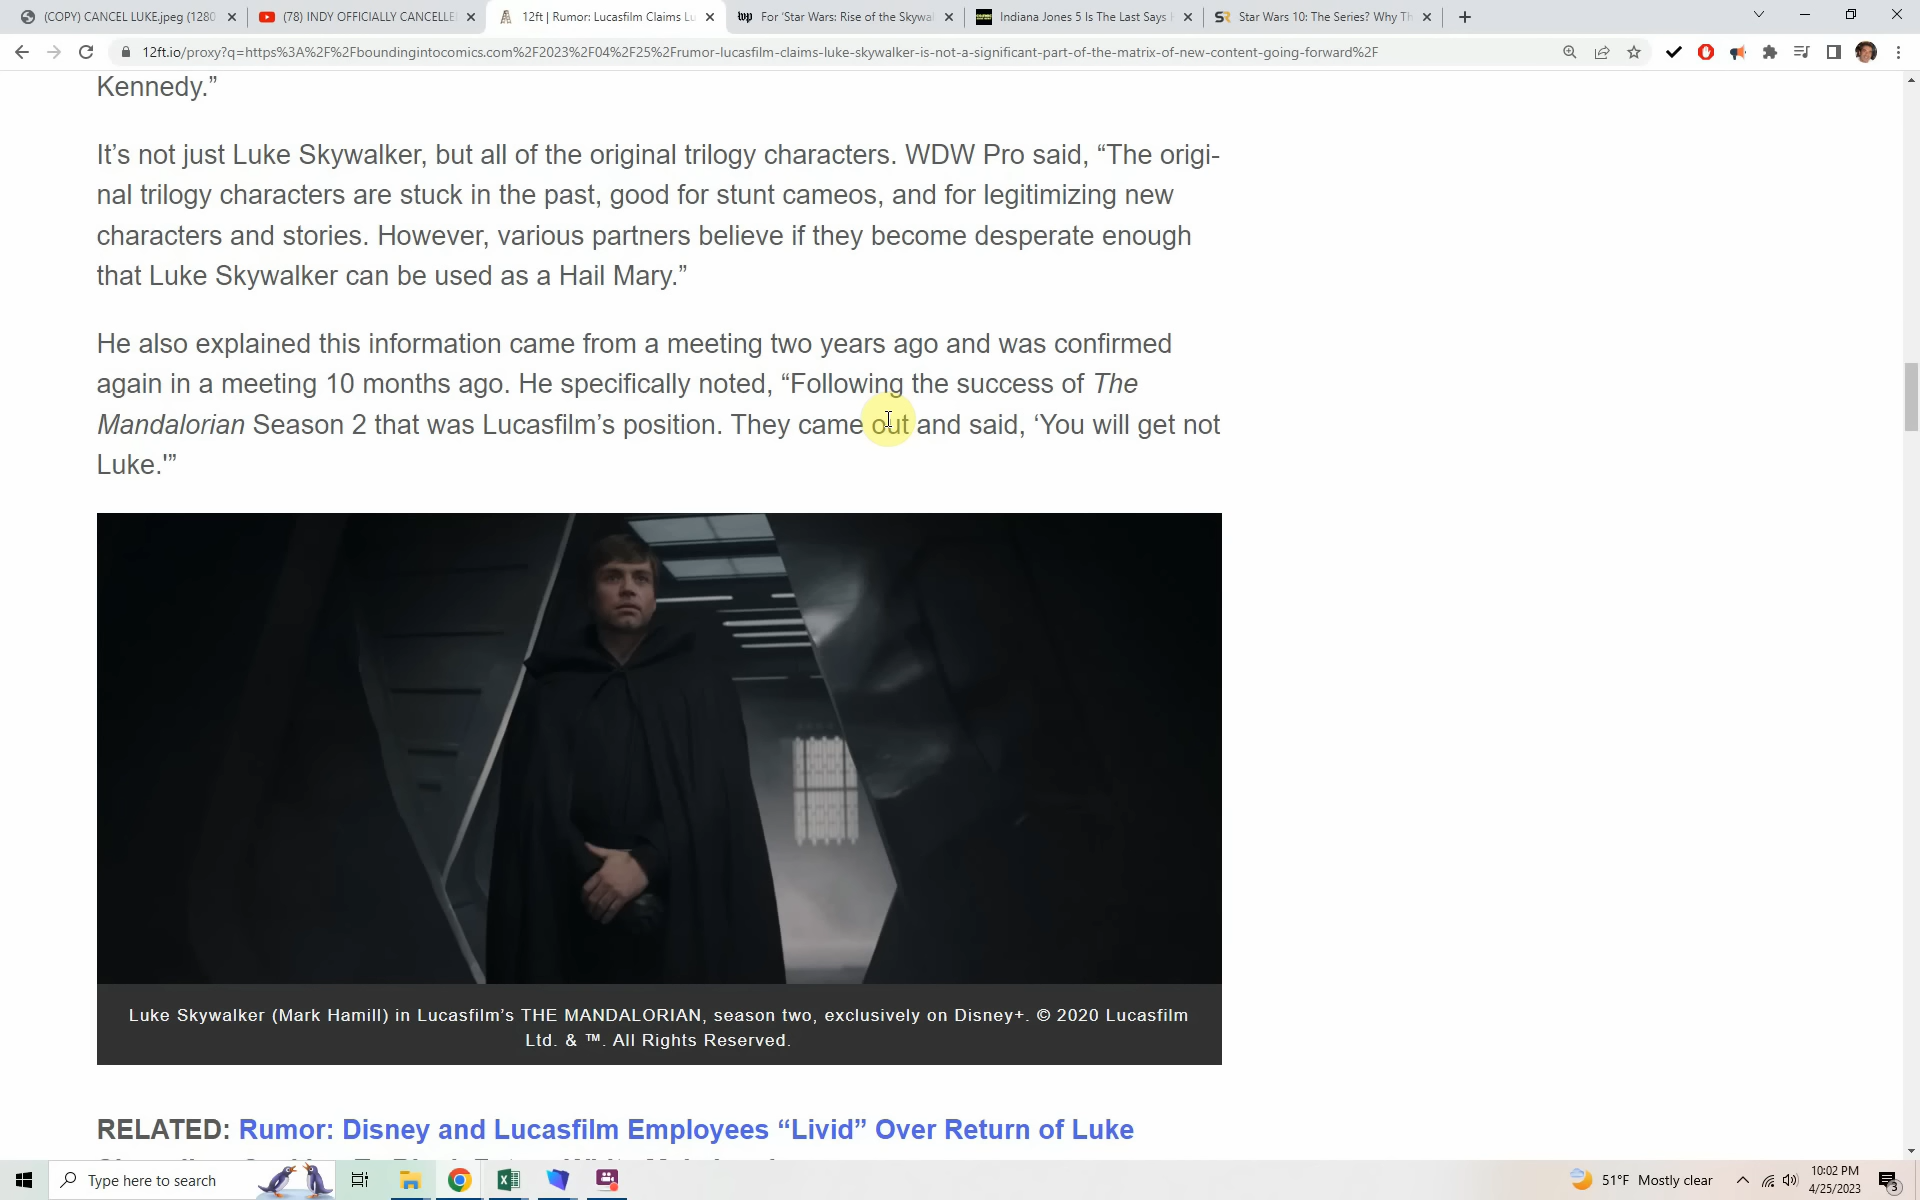 (COPY) CANCEL LUKE.jpeg (1280
(78) INDY OFFICIALLY CANCELLE
12ft | Rumor: Lucasfilm Claims Lu
For 'Star Wars: Rise of the Skywal
Indiana Jones 5 Is The Last Says
Star Wars 10: The Series? Why Th
12ft.io/proxy?q=https%3A%2F%2Fboundingintocomics.com%2F2023%2F04%2F25%2Frumor-lucasfilm-claims-luke-skywalker-is-not-a-significant-part-of-the-matrix-of-new-content-going-forward%2F
Kennedy.”
It’s not just Luke Skywalker, but all of the original trilogy characters. WDW Pro said, “The origi-
nal trilogy characters are stuck in the past, good for stunt cameos, and for legitimizing new
characters and stories. However, various partners believe if they become desperate enough
that Luke Skywalker can be used as a Hail Mary.”
He also explained this information came from a meeting two years ago and was confirmed
again in a meeting 10 months ago. He specifically noted, “Following the success of The
Mandalorian Season 2 that was Lucasfilm’s position. They came out and said, ‘You will get not
Luke.'”
Luke Skywalker (Mark Hamill) in Lucasfilm’s THE MANDALORIAN, season two, exclusively on Disney+. © 2020 Lucasfilm
Ltd. & ™. All Rights Reserved.
RELATED: Rumor: Disney and Lucasfilm Employees “Livid” Over Return of Luke
Type here to search
51°F Mostly clear
10:02 PM
4/25/2023
3